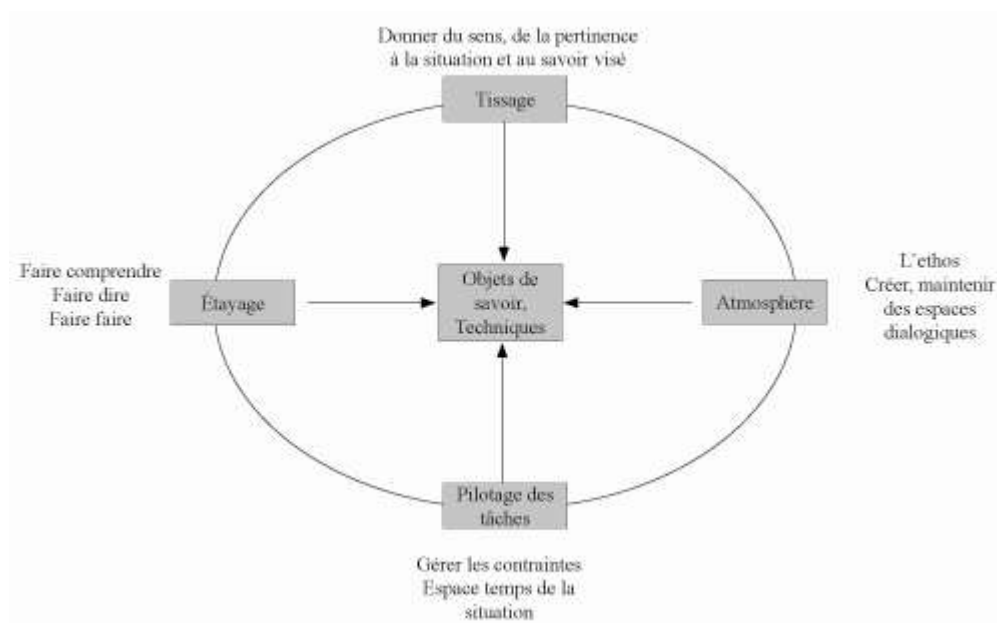 Donner du sens, de la pertinence
à la situation et au savoir visé
Tissage
Faire comprendre
Faire dire
Faire faire
Étayage
Objets de
savoir,
Techniques
Atmosphère
L'ethos
Créer, maintenir
des espaces
dialogiques
Pilotage des
tâches
Gérer les contraintes
Espace temps de la
situation